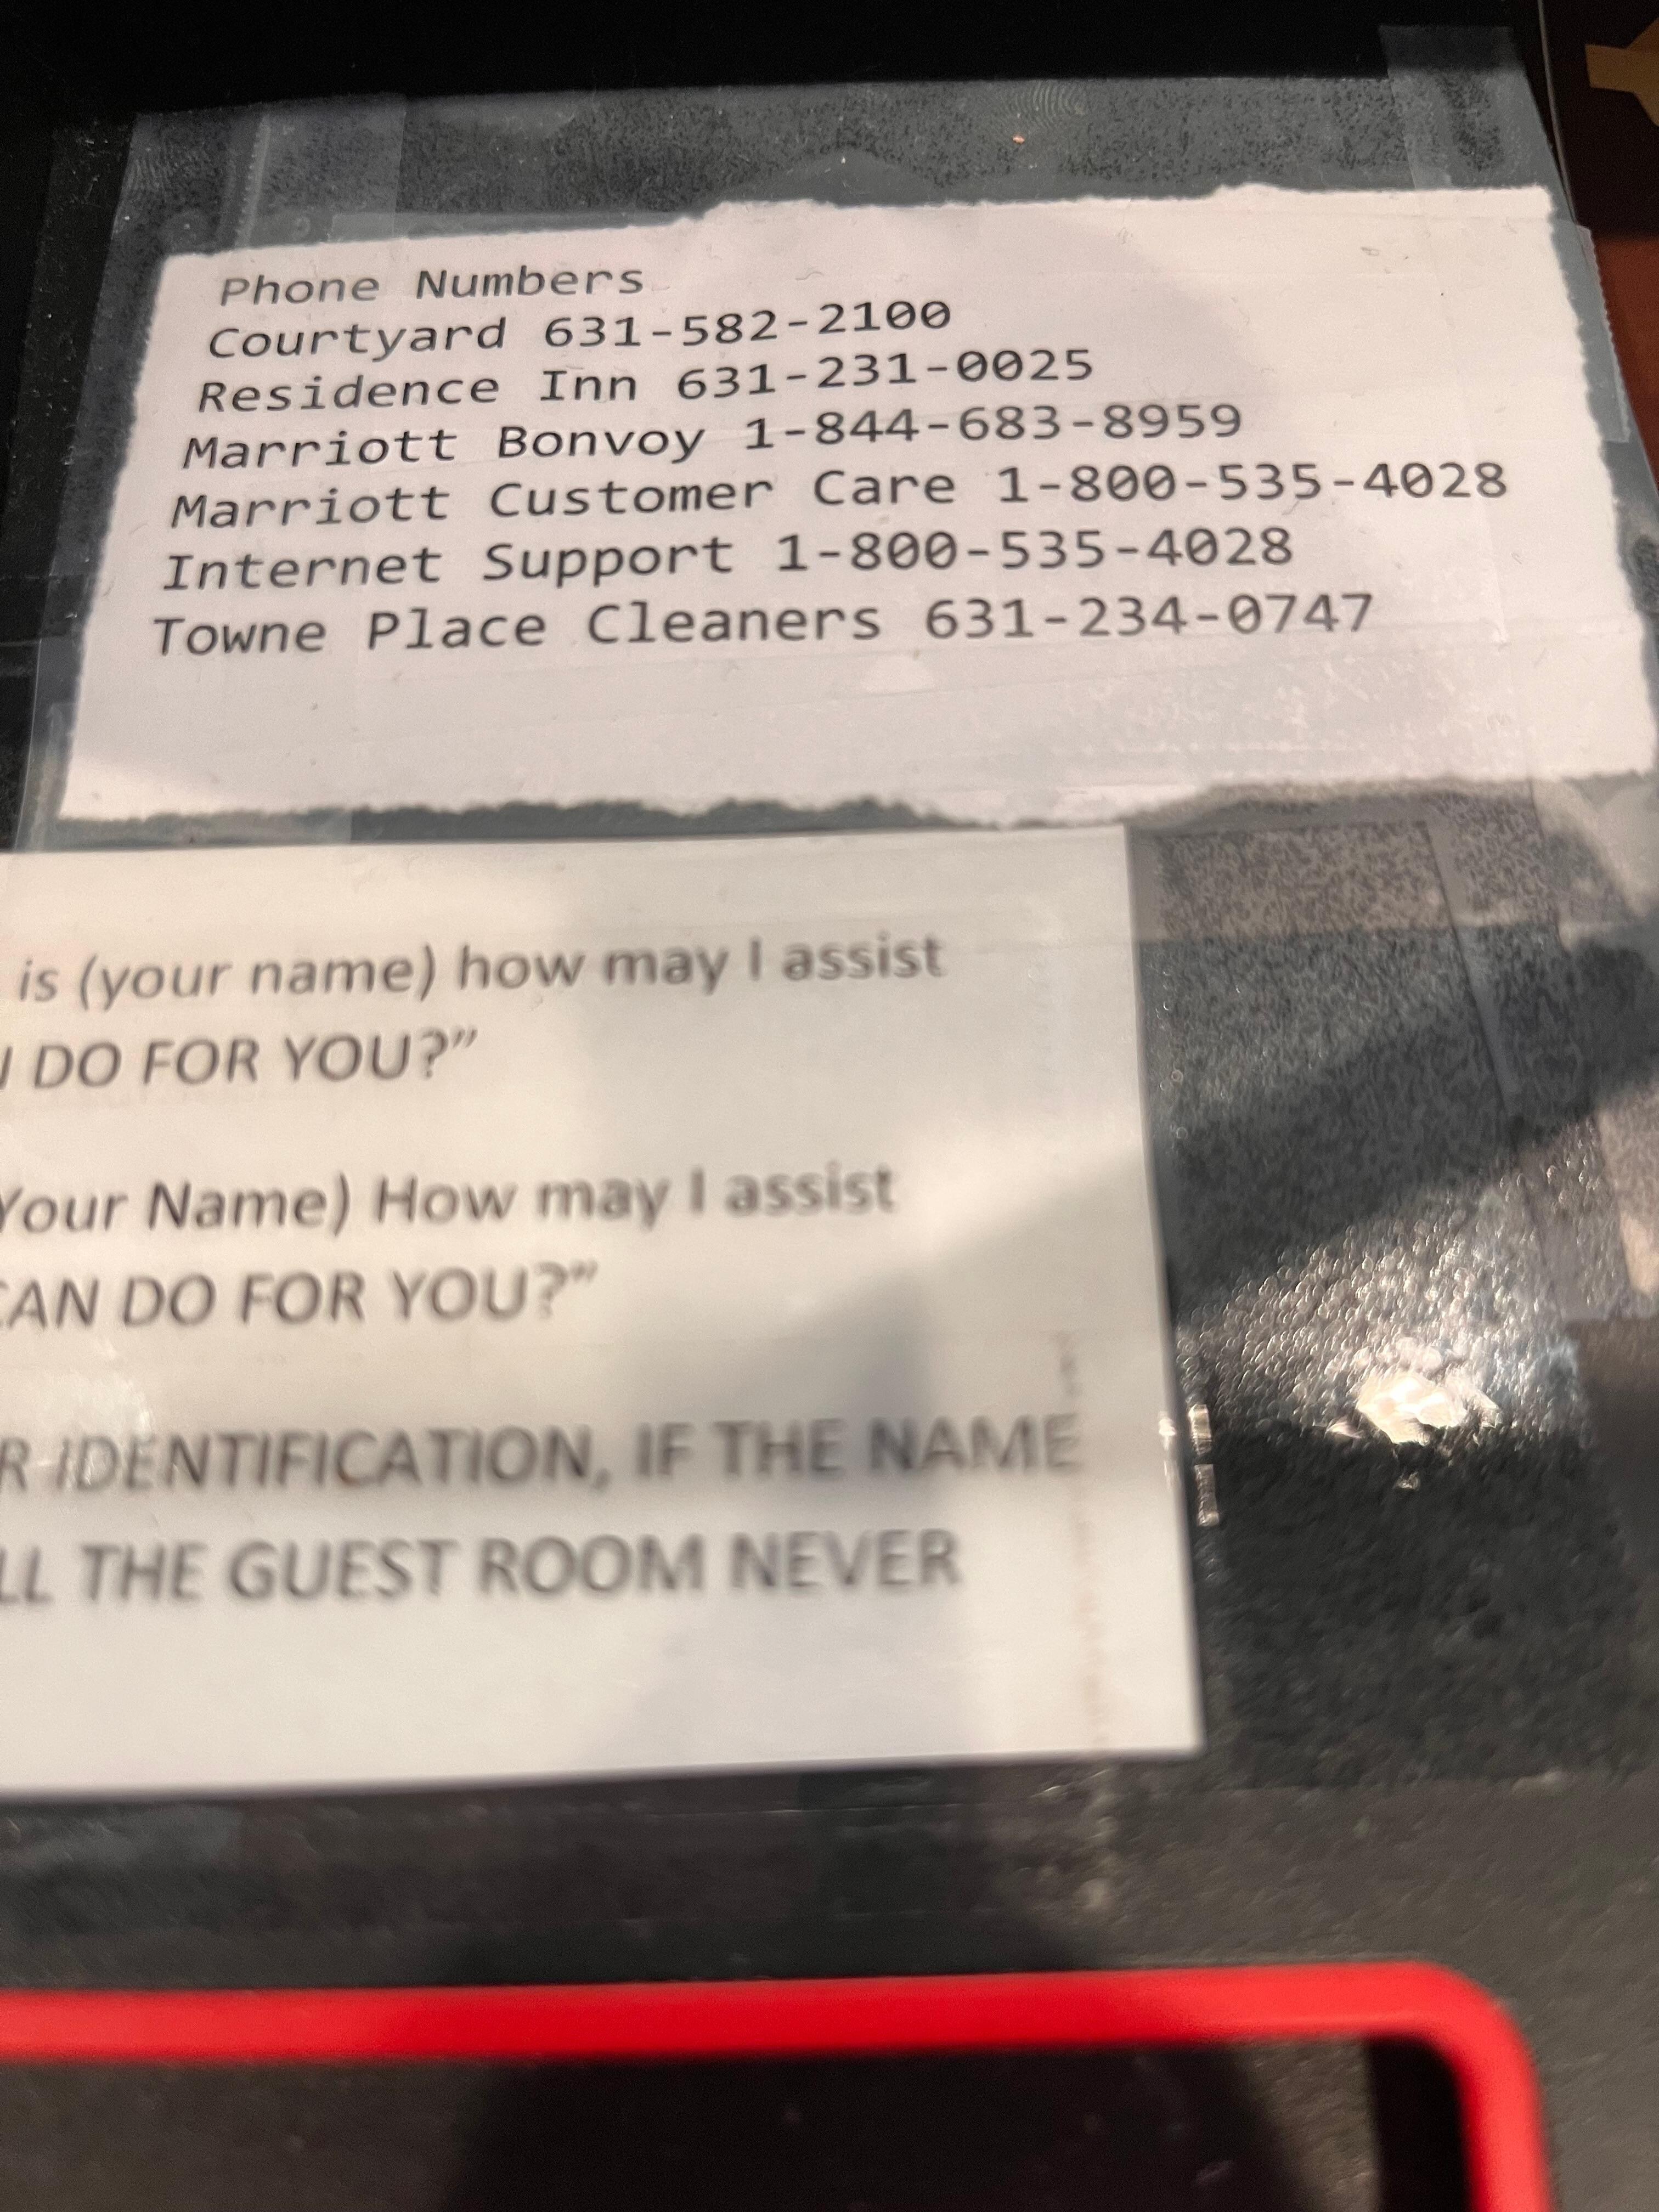 Phone Numbers
Courtyard 631-582-2100
Residence Inn 631-231-0025
Marriott Bonvoy 1-844-683-8959
Marriott Customer Care 1-800-535-4028
Internet Support 1-800-535-4028
Towne Place Cleaners 631-234-0747
is (your name) how may I assist
DO FOR YOU?”
Your Name) How may I assist
CAN DO FOR YOU?”
IDENTIFICATION, IF THE NAME
THE GUEST ROOM NEVER